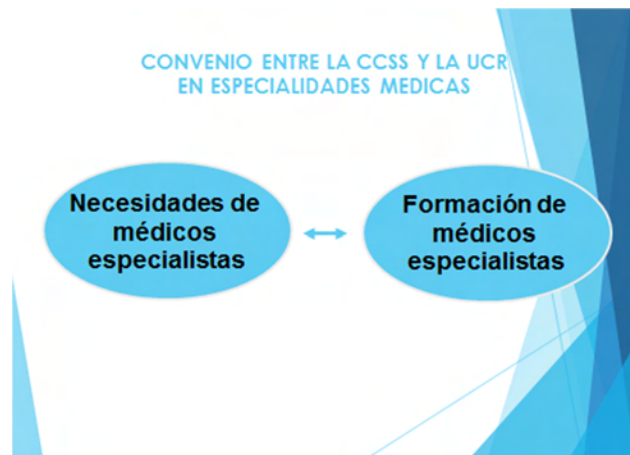 CONVENIO ENTRE LA CCSS Y LA UCR
EN ESPECIALIDADES MEDICAS
Necesidades de
médicos
especialistas
Formación de
médicos
especialistas